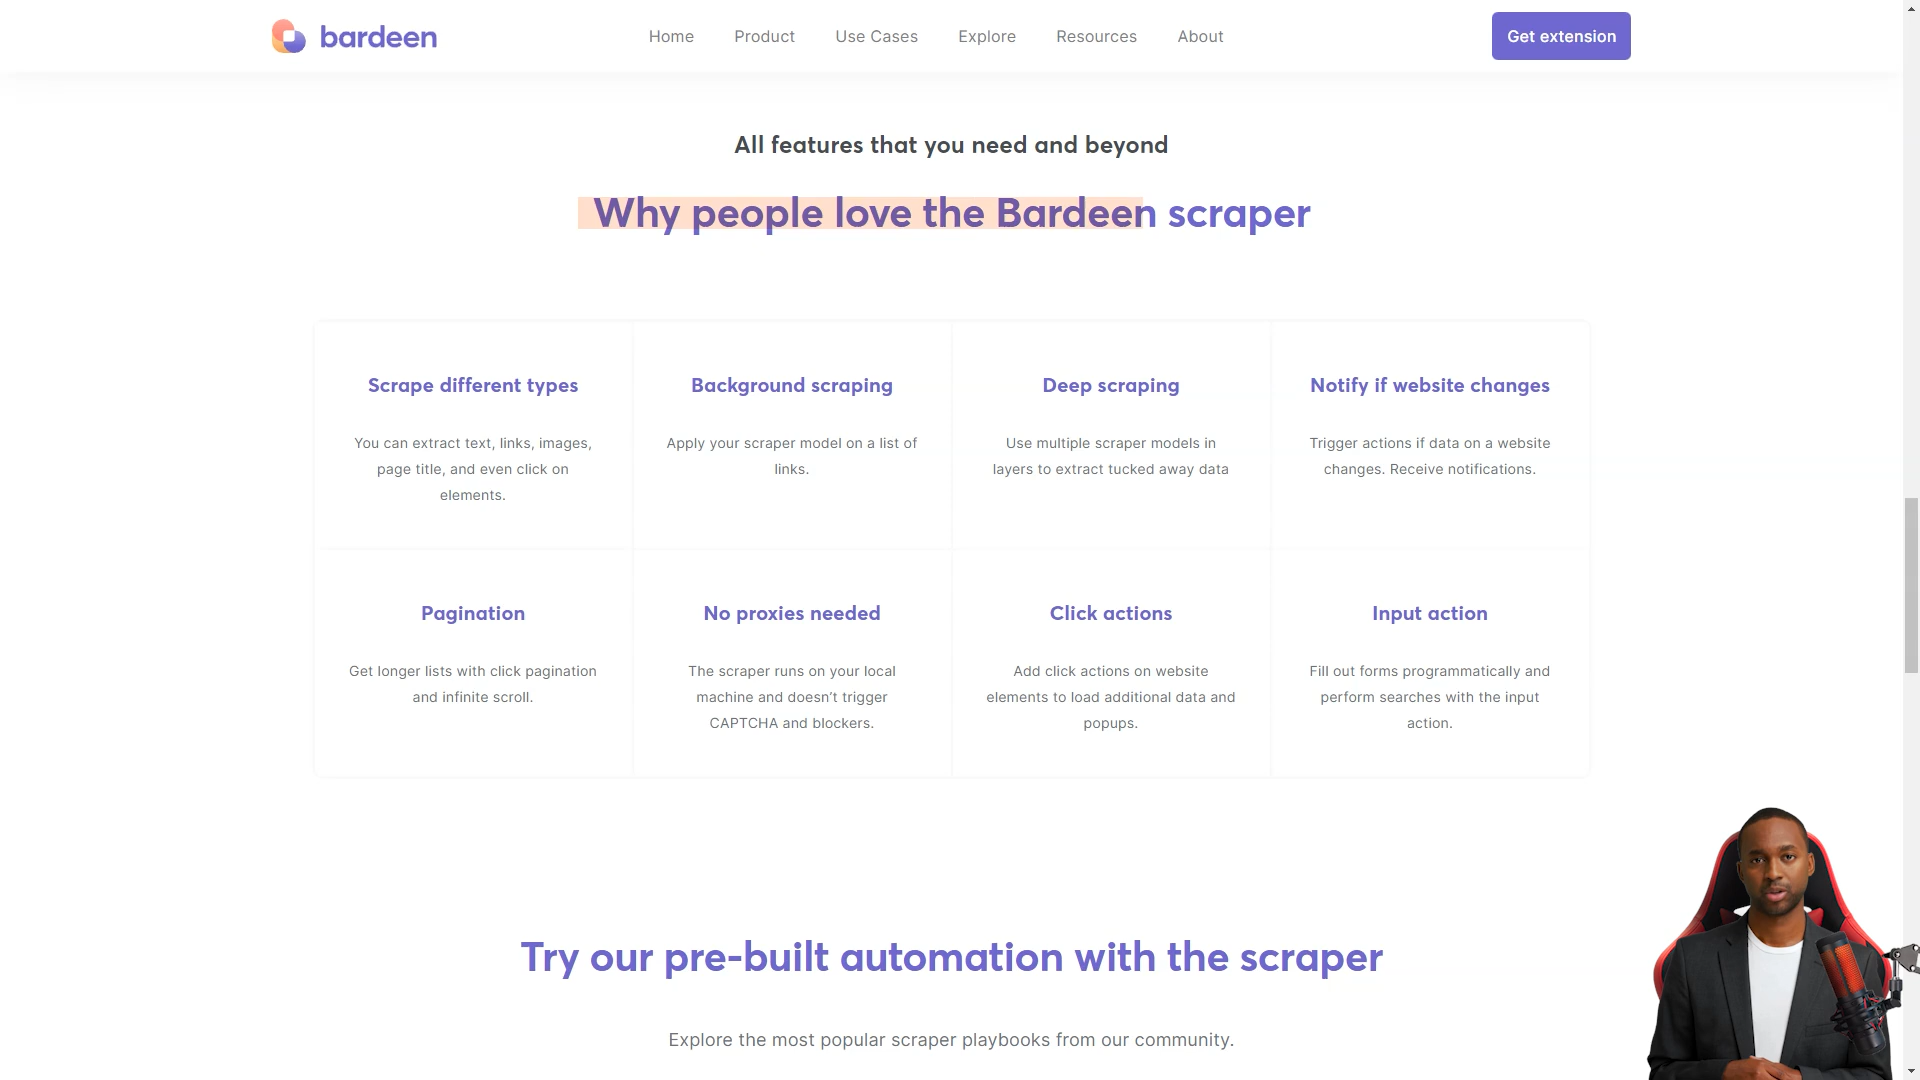 bardeen
Home
Product
Use Cases
Explore
Resources
About
Get extension
All features that you need and beyond
Why people love the Bardeen scraper
Scrape different types
You can extract text, links, images,
page title, and even click on
elements.
Background scraping
Apply your scraper model on a list of
links.
Deep scraping
Use multiple scraper models in
layers to extract tucked away data
Notify if website changes
Trigger actions if data on a website
changes. Receive notifications.
Pagination
Get longer lists with click pagination
and infinite scroll.
No proxies needed
The scraper runs on your local
machine and doesn’t trigger
CAPTCHA and blockers.
Click actions
Add click actions on website
elements to load additional data and
popups.
Input action
Fill out forms programmatically and
perform searches with the input
action.
Try our pre-built automation with the scraper
Explore the most popular scraper playbooks from our community.